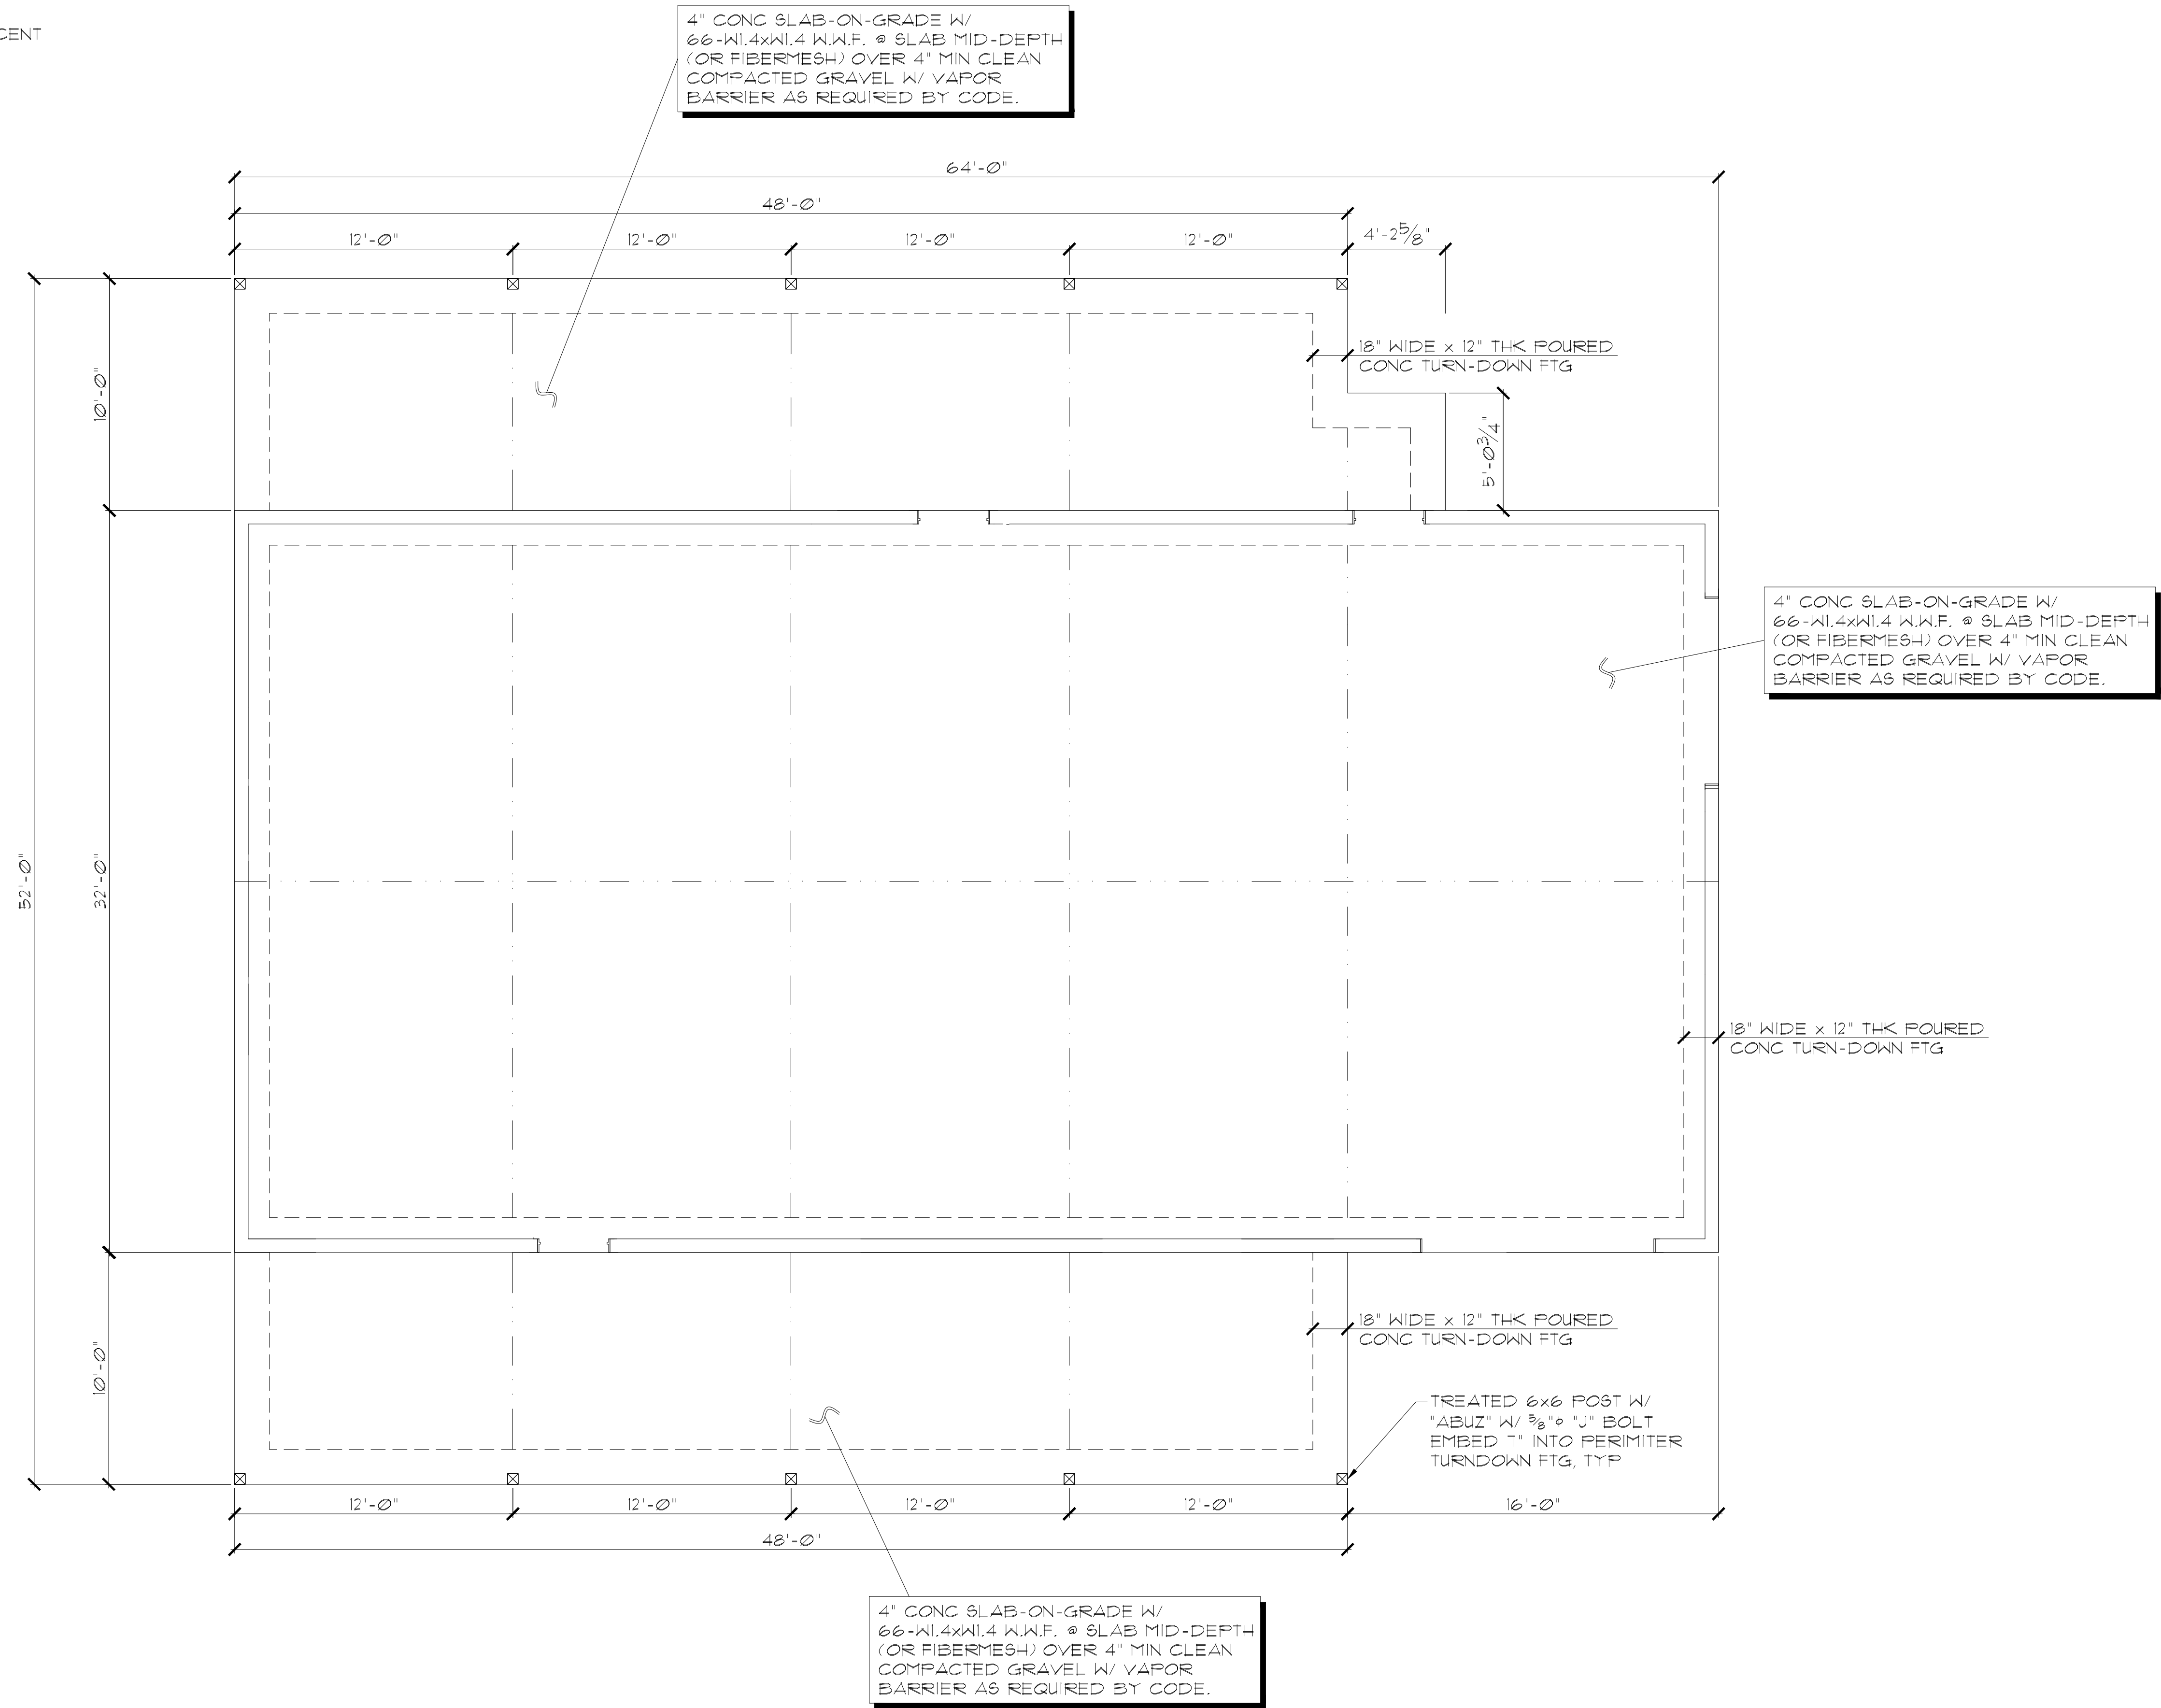 CENT
4" CONC SLAB-ON-GRADE W/
66-W1.4xW1.4 W.W.F. @ SLAB MID-DEPTH
(OR FIBERMESH) OVER 4" MIN CLEAN
COMPACTED GRAVEL W/ VAPOR
BARRIER AS REQUIRED BY CODE.
64'-0"
48'-0"
12'-0"
12'-0"
12'-0"
12'-0"
4'-2 5/8"
18" WIDE x 12" THK POURED
CONC TURN-DOWN FTG
10'-0"
5'-0 3/4"
4" CONC SLAB-ON-GRADE W/
66-W1.4xW1.4 W.W.F. @ SLAB MID-DEPTH
(OR FIBERMESH) OVER 4" MIN CLEAN
COMPACTED GRAVEL W/ VAPOR
BARRIER AS REQUIRED BY CODE.
52'-0"
32'-0"
18" WIDE x 12" THK POURED
CONC TURN-DOWN FTG
18" WIDE x 12" THK POURED
CONC TURN-DOWN FTG
10'-0"
TREATED 6x6 POST W/
"ABUZ" W/ 5/8"ϕ "J" BOLT
EMBED 7" INTO PERIMITER
TURNDOWN FTG, TYP
12'-0"
12'-0"
12'-0"
12'-0"
16'-0"
48'-0"
4" CONC SLAB-ON-GRADE W/
66-W1.4xW1.4 W.W.F. @ SLAB MID-DEPTH
(OR FIBERMESH) OVER 4" MIN CLEAN
COMPACTED GRAVEL W/ VAPOR
BARRIER AS REQUIRED BY CODE.